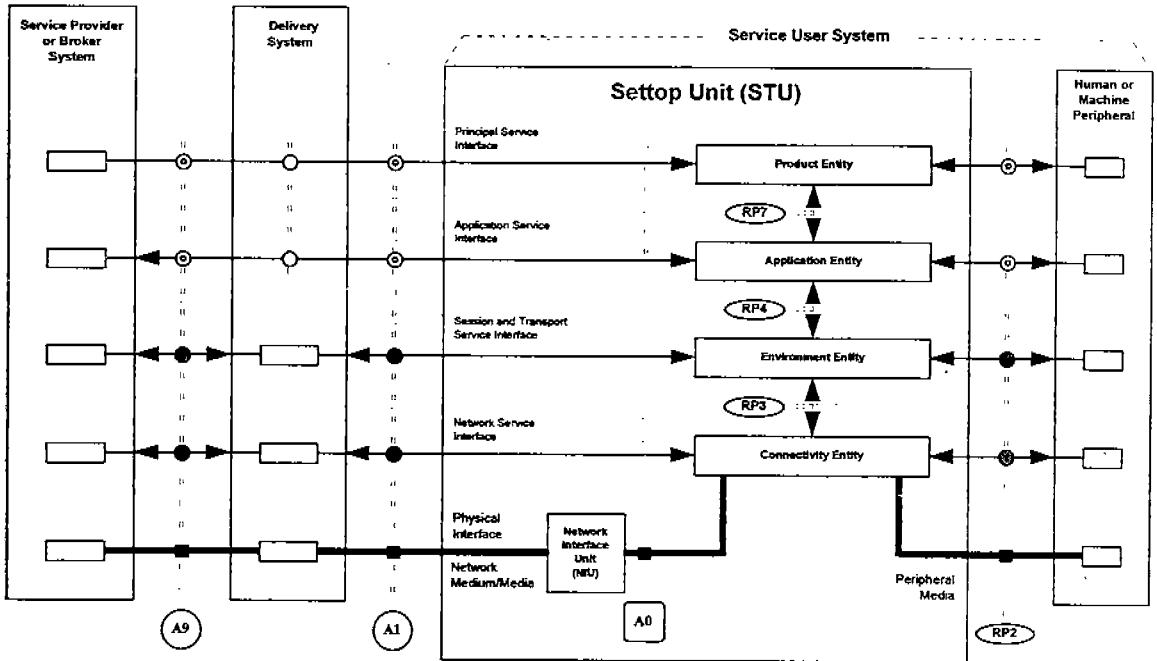 Service Provider
or Broker
System
Delivery
System
Service User System
Settop Unit (STU)
Human or
Machine
Peripheral
Principal Service
Interface
Product Entity
RP7
Application Service
Interface
Application Entity
RP4
Session and Transport
Service Interface
Environment Entity
RP3
Network Service
Interface
Connectivity Entity
Physical
Interface
Network
Medium/Media
Network
Interface
Unit
(NIU)
Peripheral
Media
A9
A1
A0
RP2